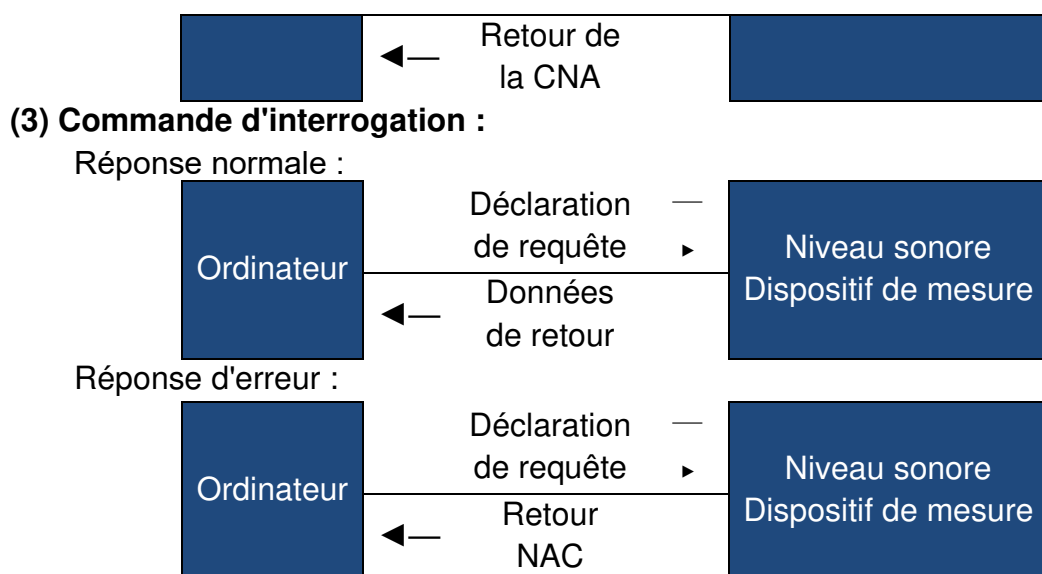 Retour de
la CNA
(3) Commande d'interrogation :
Réponse normale :
Déclaration
de requête
Ordinateur
Niveau sonore
Dispositif de mesure
Données
de retour
Réponse d'erreur :
Déclaration
de requête
Ordinateur
Niveau sonore
Dispositif de mesure
Retour
NAC